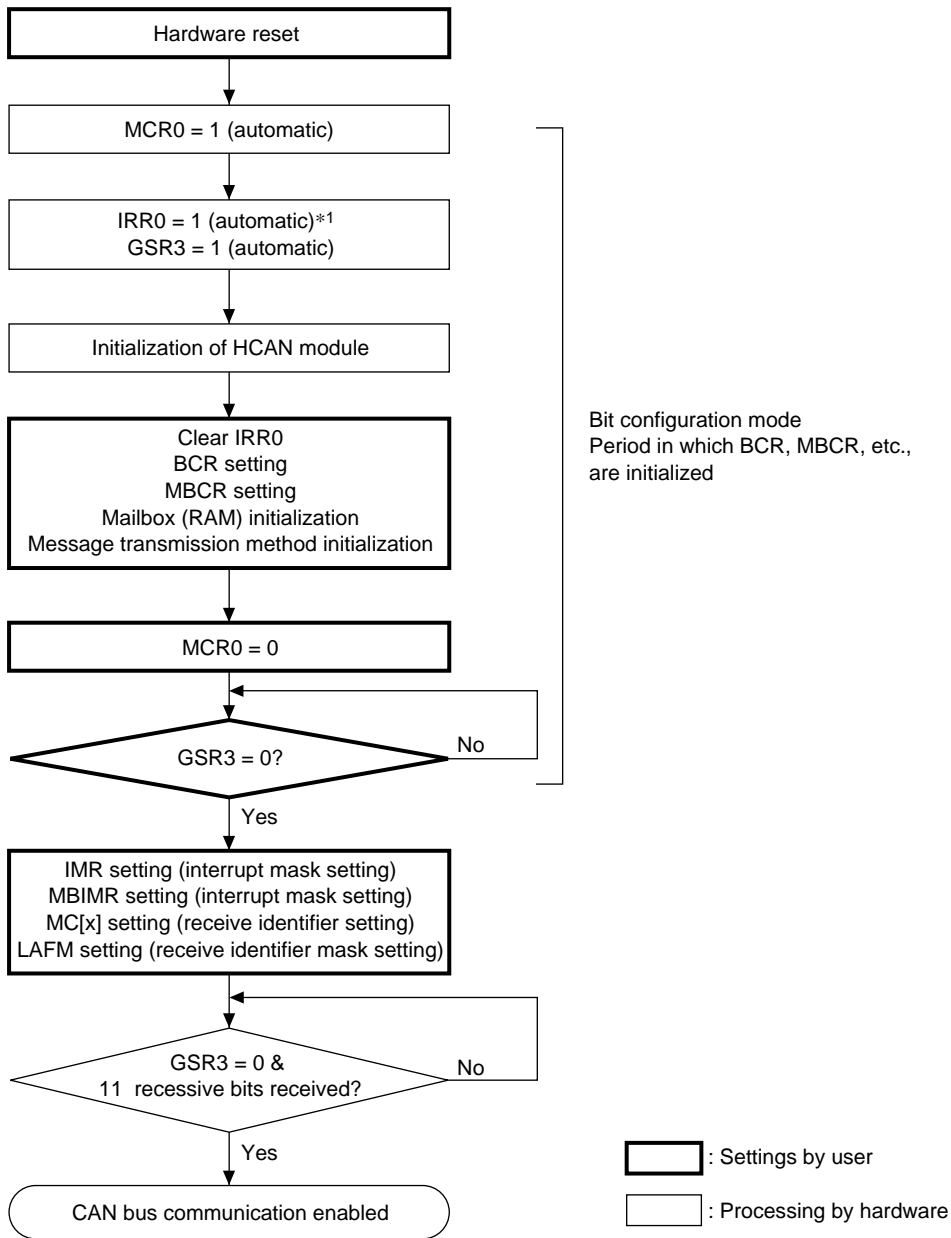 Hardware reset
MCR0 = 1 (automatic)
IRR0 = 1 (automatic)*1
GSR3 = 1 (automatic)
Initialization of HCAN module
Clear IRR0
BCR setting
MBCR setting
Mailbox (RAM) initialization
Message transmission method initialization
Bit configuration mode
Period in which BCR, MBCR, etc.,
are initialized
MCR0 = 0
GSR3 = 0?
No
Yes
IMR setting (interrupt mask setting)
MBIMR setting (interrupt mask setting)
MC[x] setting (receive identifier setting)
LAFM setting (receive identifier mask setting)
GSR3 = 0 &
11 recessive bits received?
No
Yes
CAN bus communication enabled
: Settings by user
: Processing by hardware